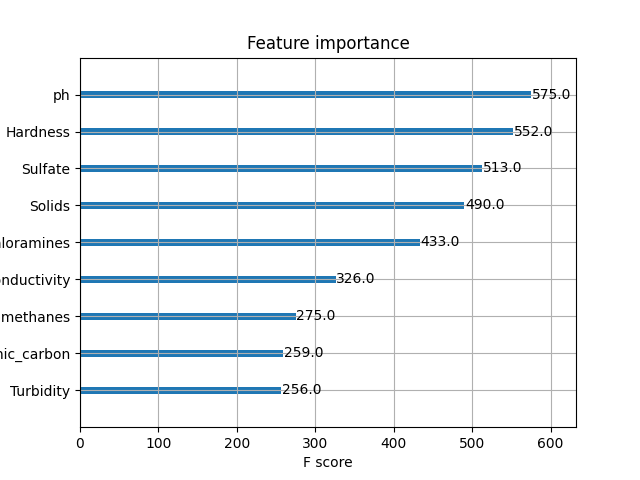 Feature importance
ph 575.0
Hardness 552.0
Sulfate 513.0
Solids 490.0
loramines 433.0
onductivity 326.0
methanes 275.0
nic_carbon 259.0
Turbidity 256.0
0 100 200 300 400 500 600
F score